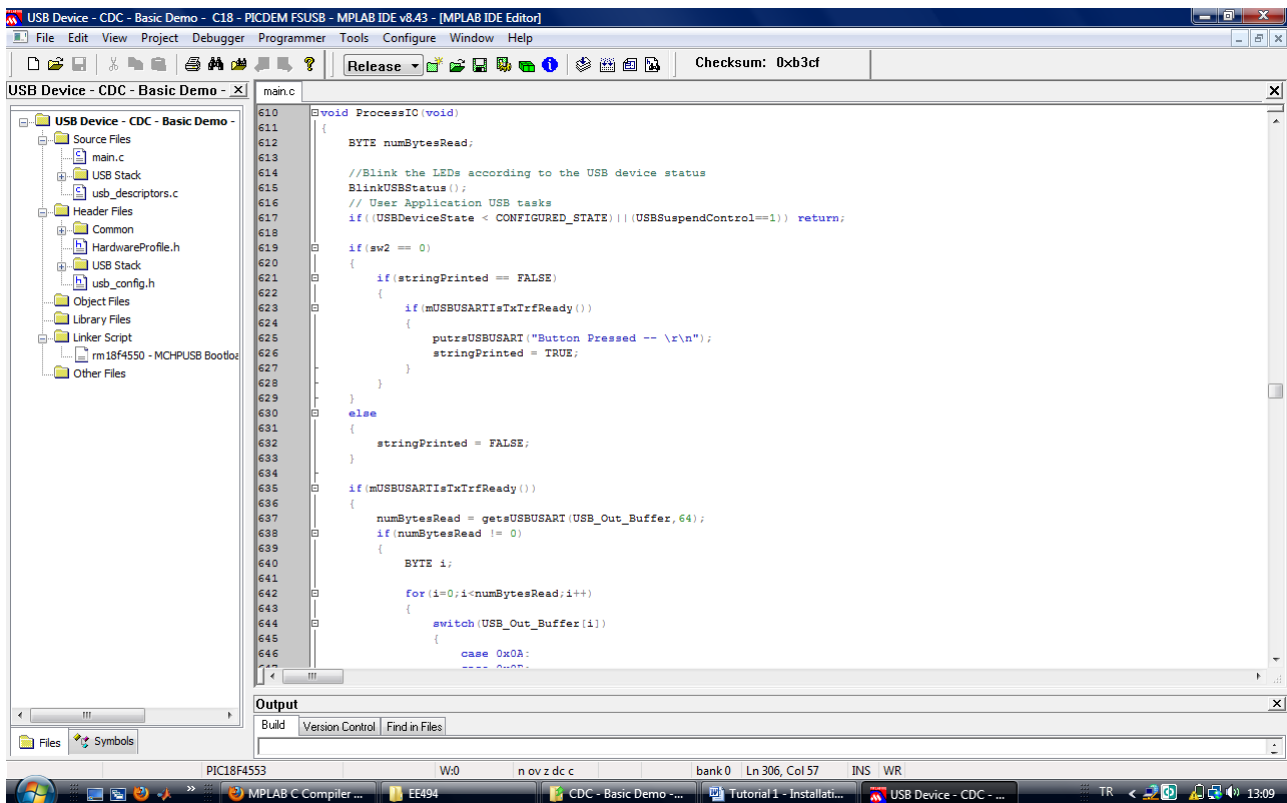 USB Device - CDC - Basic Demo - C18 - PICDEM FSUSB - MPLAB IDE v8.43 - [MPLAB IDE Editor]
File Edit View Project Debugger Programmer Tools Configure Window Help
Release Checksum: 0xb3cf
USB Device - CDC - Basic Demo -
main.c
USB Device - CDC - Basic Demo -
Source Files
main.c
USB Stack
usb_descriptors.c
Header Files
Common
HardwareProfile.h
USB Stack
usb_config.h
Object Files
Library Files
Linker Script
rm18f4550 - MCHPUSB Bootloa
Other Files
Files Symbols
610 void ProcessIO(void)
611 {
612 BYTE numBytesRead;
613
614 //Blink the LEDs according to the USB device status
615 BlinkUSBStatus();
616 // User Application USB tasks
617 if((USBDeviceState < CONFIGURED_STATE)||(USBSuspendControl==1)) return;
618
619 if(sw2 == 0)
620 {
621 if(stringPrinted == FALSE)
622 {
623 if(mUSBUSARTIsTxTrfReady())
624 {
625 putrsUSBUSART("Button Pressed -- \r\n");
626 stringPrinted = TRUE;
627 }
628 }
629 }
630 else
631 {
632 stringPrinted = FALSE;
633 }
634
635 if(mUSBUSARTIsTxTrfReady())
636 {
637 numBytesRead = getsUSBUSART(USB_Out_Buffer,64);
638 if(numBytesRead != 0)
639 {
640 BYTE i;
641
642 for(i=0;i<numBytesRead;i++)
643 {
644 switch(USB_Out_Buffer[i])
645 {
646 case 0x0A:
Output
Build Version Control Find in Files
PIC18F4553 W:0 n ov z dc c bank 0 Ln 306, Col 57 INS WR
MPLAB C Compiler ... EE494 CDC - Basic Demo -... Tutorial 1 - Installati... USB Device - CDC - ... TR 13:09